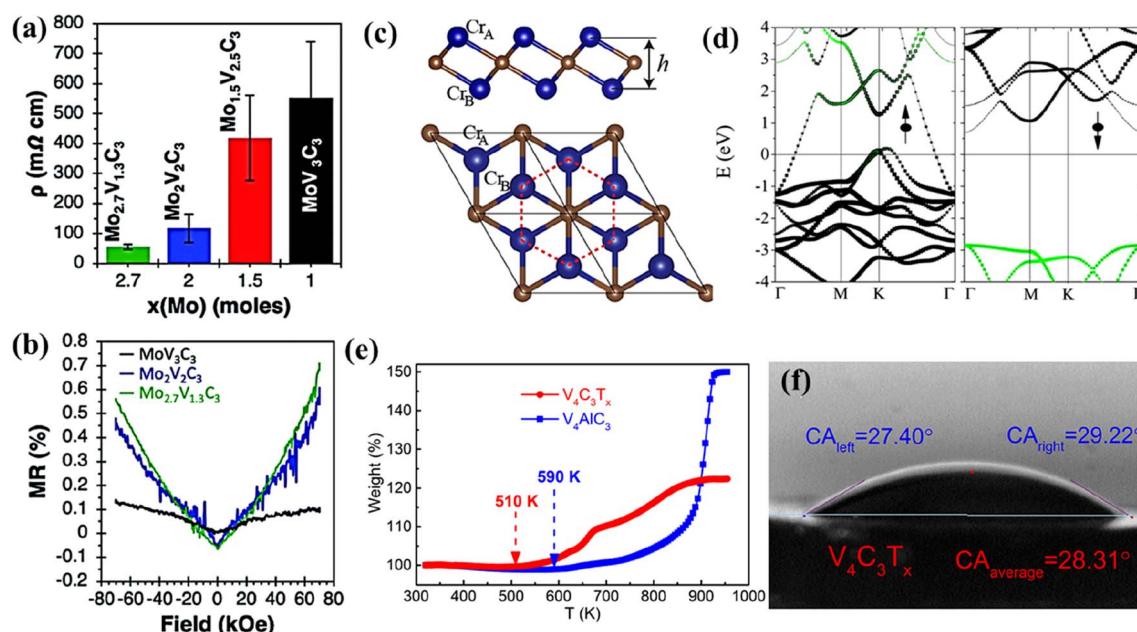 (a)
800
700
600
500
400
300
200
100
0
ρ (mΩ cm)
Mo2.7V1.3C3
Mo2V2C3
Mo1.5V2.5C3
MoV3C3
2.7 2 1.5 1
x(Mo) (moles)
(b)
MoV3C3
Mo2V2C3
Mo2.7V1.3C3
0.8
0.7
0.6
0.5
0.4
0.3
0.2
0.1
0
-0.1
-0.2
MR (%)
-80 -60 -40 -20 0 20 40 60 80
Field (kOe)
(c)
CrA
CrB
h
CrA
CrB
(d)
4
3
2
1
0
-1
-2
-3
-4
E (eV)
Γ M K Γ
Γ M K Γ
(e)
V4C3Tx
V4AlC3
150
140
130
120
110
100
Weight (%)
510 K
590 K
300 400 500 600 700 800 900 1000
T (K)
(f)
CAleft=27.40°
CAright=29.22°
V4C3Tx
CAaverage=28.31°